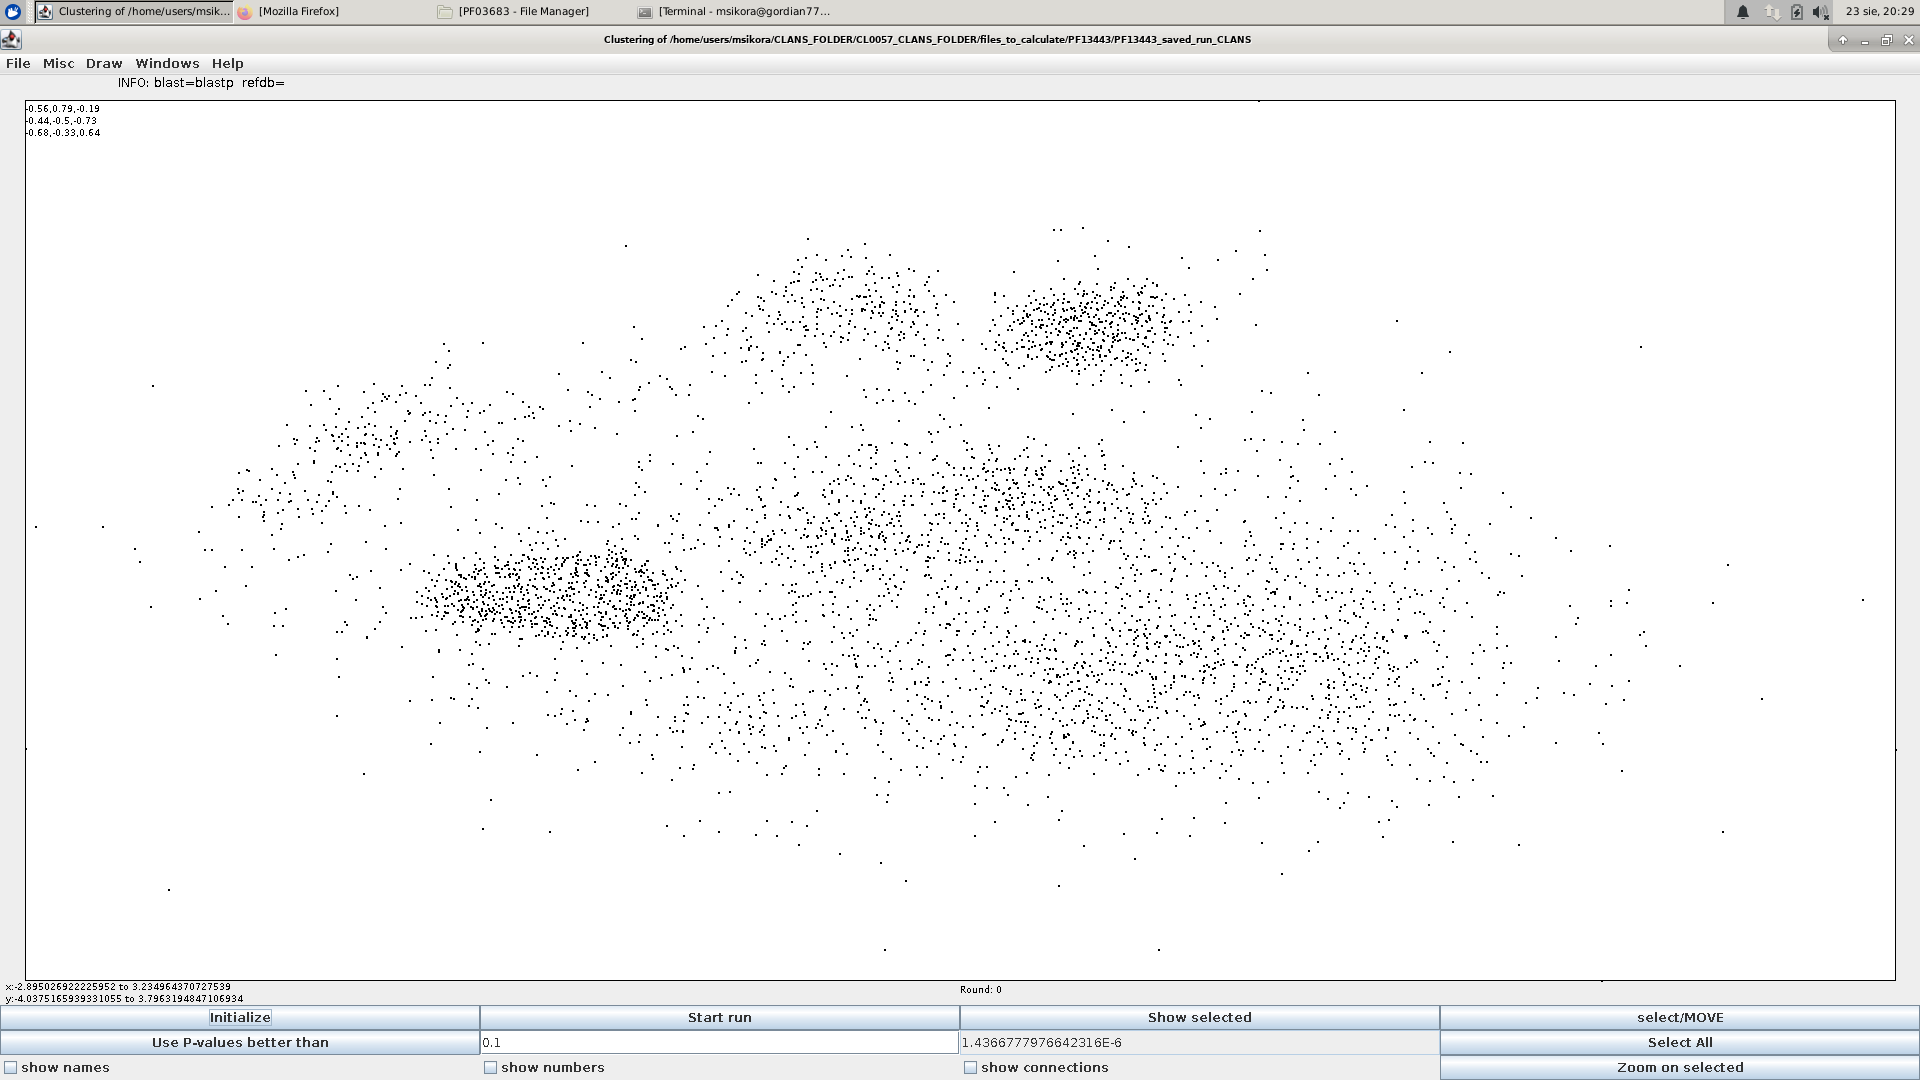 Clustering of /home/users/msik...
[Mozilla Firefox]
[PF03683 - File Manager]
[Terminal - msikora@gordian77...
23 sie, 20:29
Clustering of /home/users/msikora/CLANS_FOLDER/CL0057_CLANS_FOLDER/files_to_calculate/PF13443/PF13443_saved_run_CLANS
File Misc Draw Windows Help
INFO: blast=blastp refdb=
-0.56,0.79,-0.19
-0.44,-0.5,-0.73
-0.68,-0.33,0.64
x:-2.895026922225952 to 3.234964370727539
y:-4.0375165939331055 to 3.7963194847106934
Round: 0
Initialize
Start run
Show selected
select/MOVE
Use P-values better than
0.1
1.4366777976642316E-6
Select All
show names
show numbers
show connections
Zoom on selected